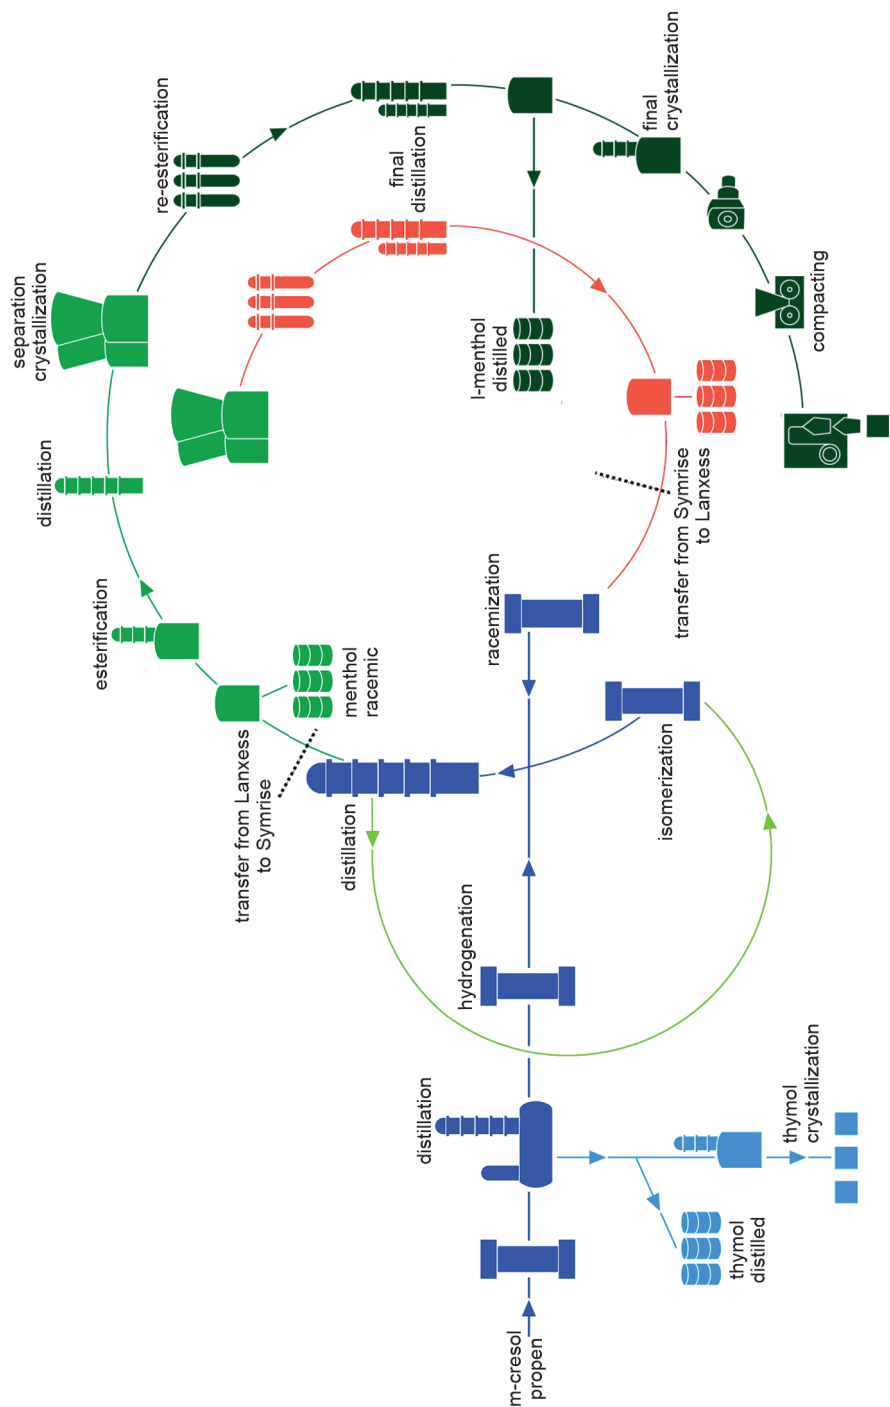 m-cresol
propen
distillation
thymol
distilled
thymol
crystallization
hydrogenation
distillation
isomerization
racemization
transfer from Lanxess
to Symrise
menthol
racemic
esterification
distillation
separation
crystallization
re-esterification
final
distillation
l-menthol
distilled
transfer from Symrise
to Lanxess
final
crystallization
compacting